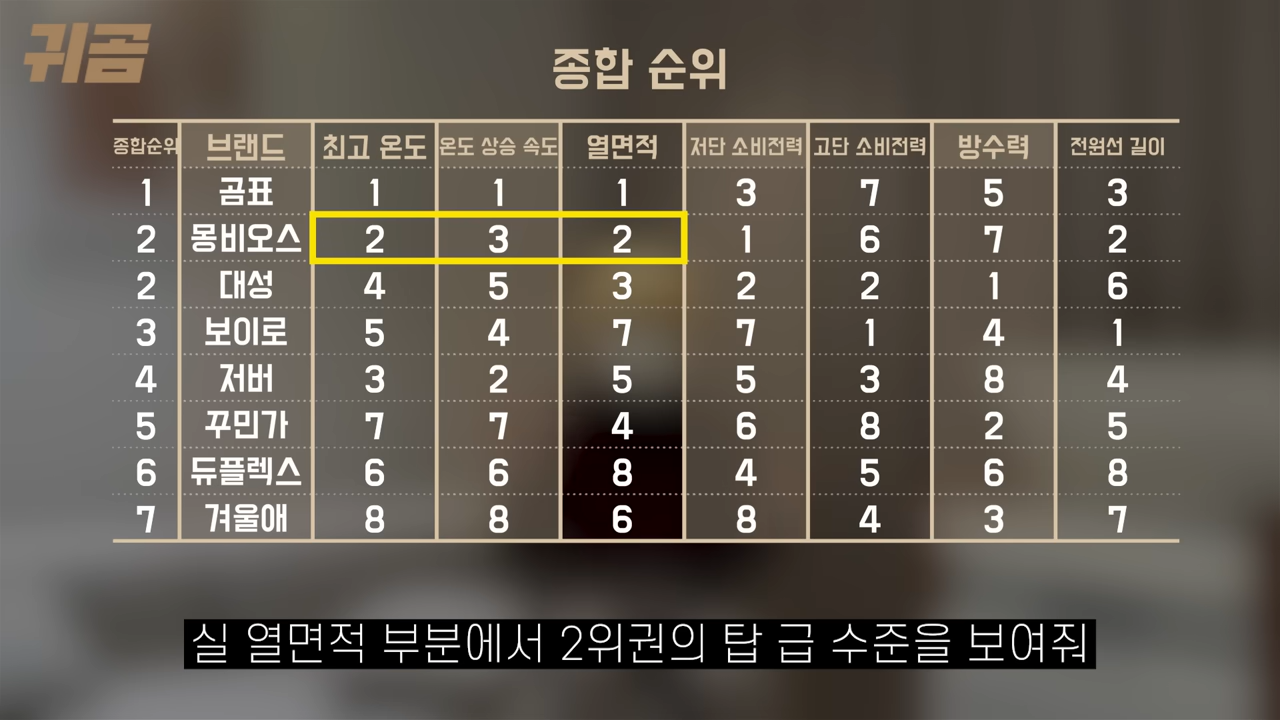 귀곰
종합 순위
종합순위 브랜드 최고 온도 온도 상승 속도 열면적 저단 소비전력 고단 소비전력 방수력 전원선 길이
1 곰표 1 1 1 3 7 5 3
2 몽비오스 2 3 2 1 6 7 2
2 대성 4 5 3 2 2 1 6
3 보이로 5 4 7 7 1 4 1
4 저버 3 2 5 5 3 8 4
5 꾸민가 7 7 4 6 8 2 5
6 듀플렉스 6 6 8 4 5 6 8
7 겨울애 8 8 6 8 4 3 7
실 열면적 부분에서 2위권의 탑 급 수준을 보여줘